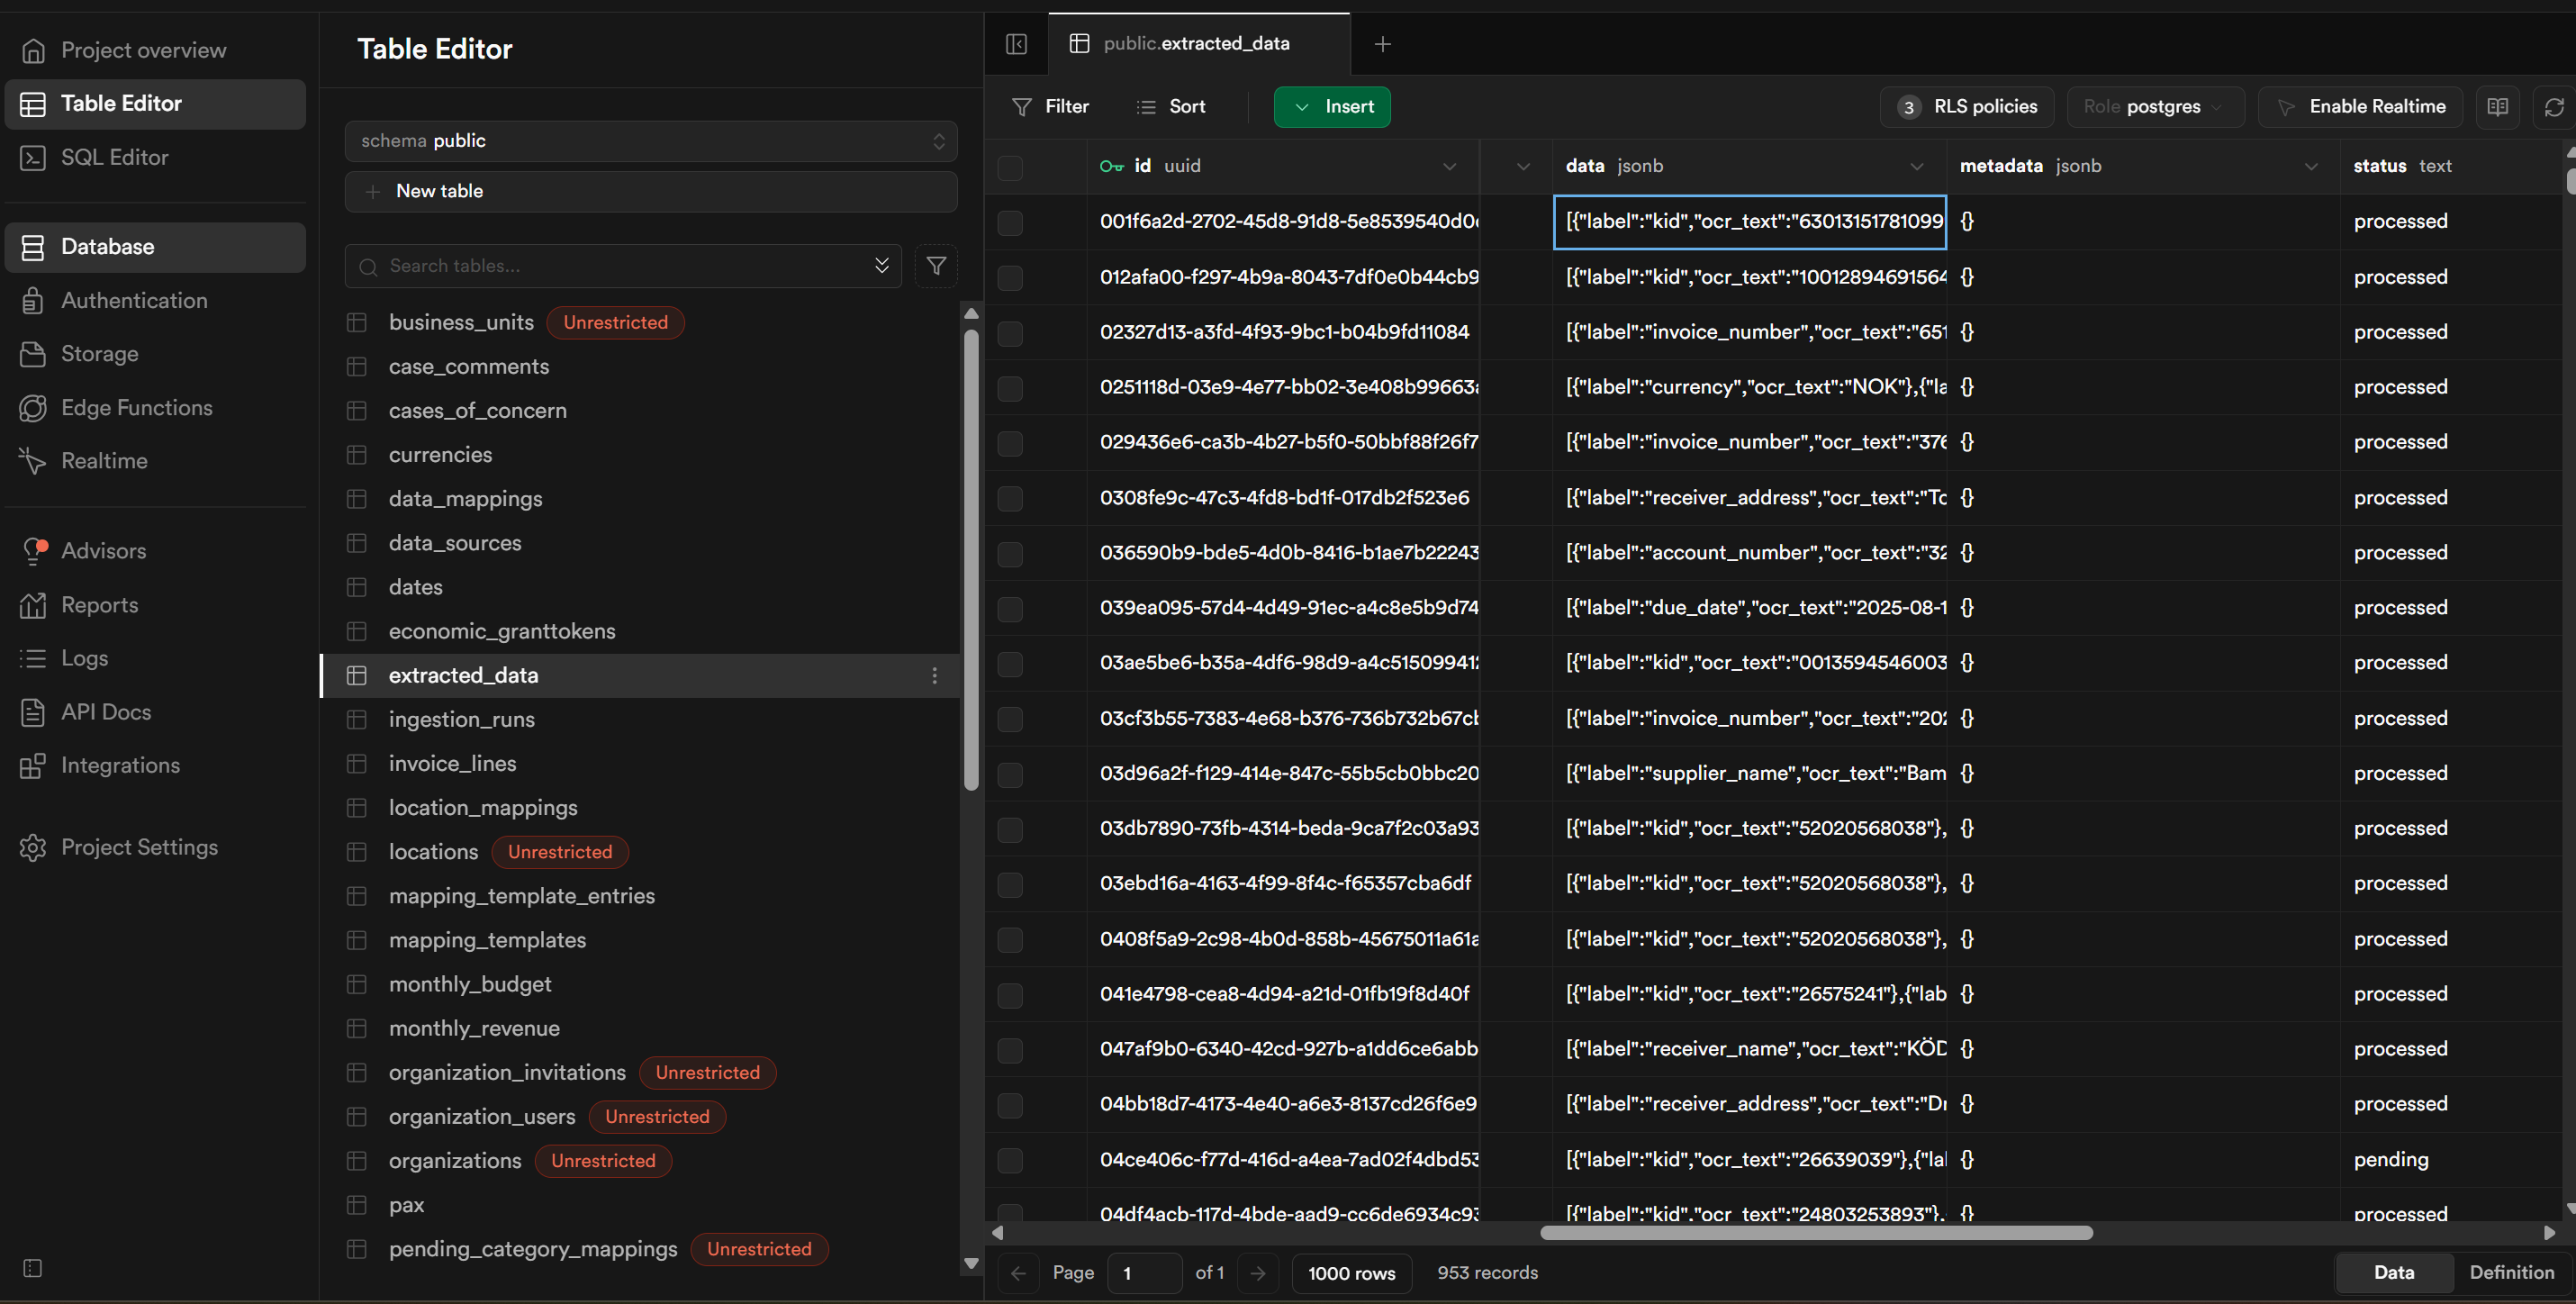 Project overview
Table Editor
SQL Editor
Database
Authentication
Storage
Edge Functions
Realtime
Advisors
Reports
Logs
API Docs
Integrations
Project Settings
Table Editor
schema public
New table
Search tables...
business_units Unrestricted
case_comments
cases_of_concern
currencies
data_mappings
data_sources
dates
economic_granttokens
extracted_data
ingestion_runs
invoice_lines
location_mappings
locations Unrestricted
mapping_template_entries
mapping_templates
monthly_budget
monthly_revenue
organization_invitations Unrestricted
organization_users Unrestricted
organizations Unrestricted
pax
pending_category_mappings Unrestricted
public.extracted_data
Filter Sort Insert 3 RLS policies Role postgres Enable Realtime
id uuid data jsonb metadata jsonb status text
001f6a2d-2702-45d8-91d8-5e8539540d0 [{"label":"kid","ocr_text":"63013151781099 {} processed
012afa00-f297-4b9a-8043-7df0e0b44cb9 [{"label":"kid","ocr_text":"10012894691564 {} processed
02327d13-a3fd-4f93-9bc1-b04b9fd11084 [{"label":"invoice_number","ocr_text":"651 {} processed
0251118d-03e9-4e77-bb02-3e408b99663a [{"label":"currency","ocr_text":"NOK"},{"la {} processed
029436e6-ca3b-4b27-b5f0-50bbf88f26f7 [{"label":"invoice_number","ocr_text":"376 {} processed
0308fe9c-47c3-4fd8-bd1f-017db2f523e6 [{"label":"receiver_address","ocr_text":"To {} processed
036590b9-bde5-4d0b-8416-b1ae7b22243 [{"label":"account_number","ocr_text":"32 {} processed
039ea095-57d4-4d49-91ec-a4c8e5b9d74 [{"label":"due_date","ocr_text":"2025-08-1 {} processed
03ae5be6-b35a-4df6-98d9-a4c51509941 [{"label":"kid","ocr_text":"0013594546003 {} processed
03cf3b55-7383-4e68-b376-736b732b67cb [{"label":"invoice_number","ocr_text":"202 {} processed
03d96a2f-f129-414e-847c-55b5cb0bbc20 [{"label":"supplier_name","ocr_text":"Bam {} processed
03db7890-73fb-4314-beda-9ca7f2c03a93 [{"label":"kid","ocr_text":"52020568038"}, {} processed
03ebd16a-4163-4f99-8f4c-f65357cba6df [{"label":"kid","ocr_text":"52020568038"}, {} processed
0408f5a9-2c98-4b0d-858b-45675011a61a [{"label":"kid","ocr_text":"52020568038"}, {} processed
041e4798-cea8-4d94-a21d-01fb19f8d40f [{"label":"kid","ocr_text":"26575241"},{"lab {} processed
047af9b0-6340-42cd-927b-a1dd6ce6abb [{"label":"receiver_name","ocr_text":"KÖD {} processed
04bb18d7-4173-4e40-a6e3-8137cd26f6e9 [{"label":"receiver_address","ocr_text":"Dr {} processed
04ce406c-f77d-416d-a4ea-7ad02f4dbd53 [{"label":"kid","ocr_text":"26639039"},{"lal {} pending
04df4acb-117d-4bde-aad9-cc6de6934c93 [{"label":"kid","ocr_text":"24803253893"}, {} processed
Page 1 of 1 1000 rows 953 records Data Definition